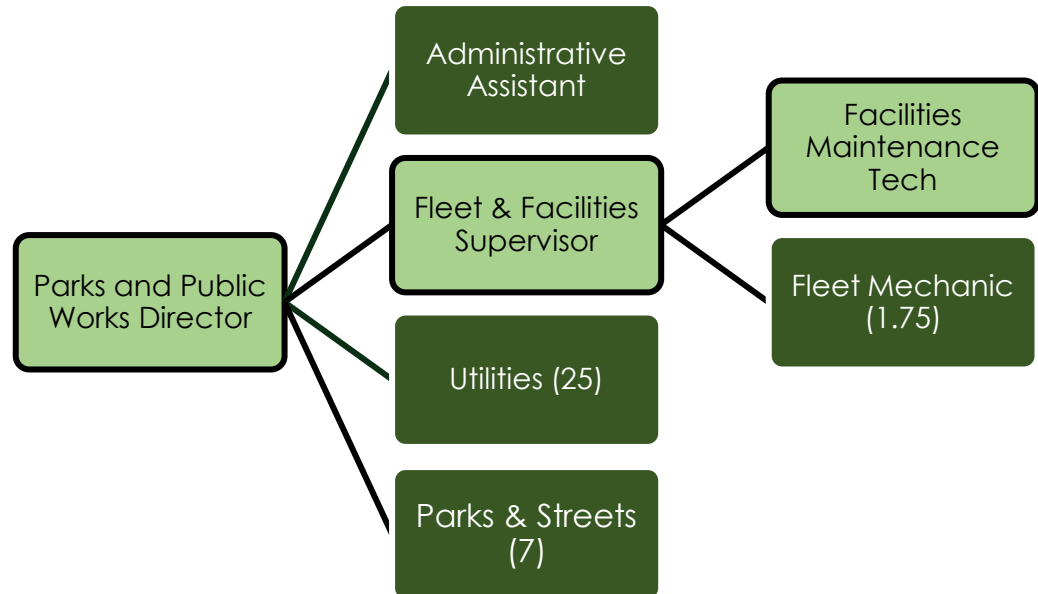 Parks and Public
Works Director
Administrative
Assistant
Fleet & Facilities
Supervisor
Utilities (25)
Parks & Streets
(7)
Facilities
Maintenance
Tech
Fleet Mechanic
(1.75)